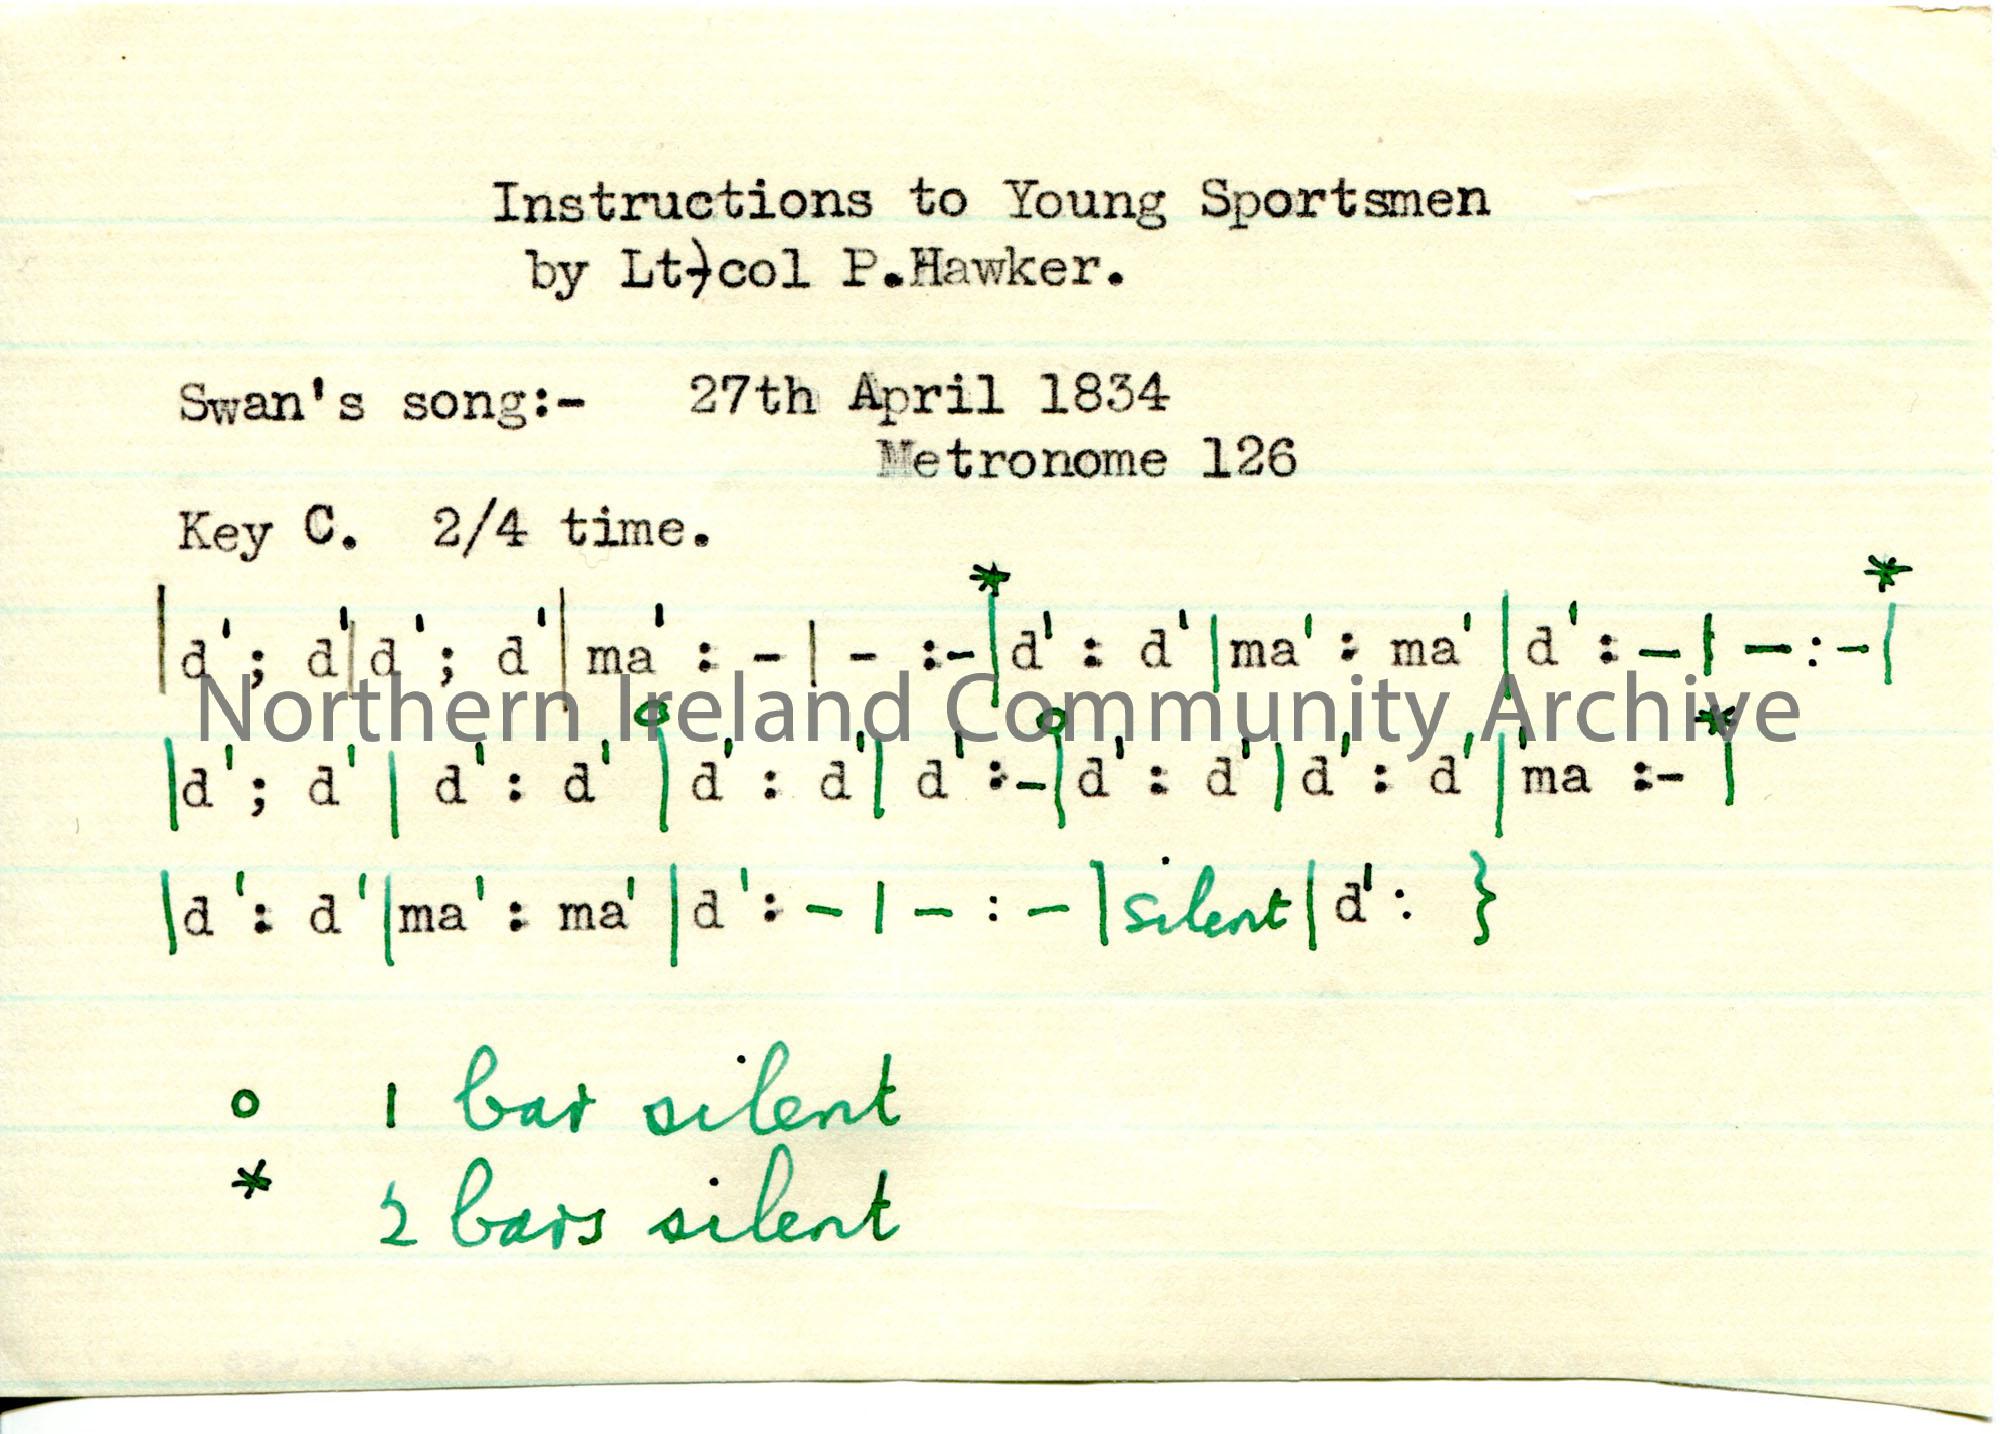 Instructions to Young Sportsmen
by Lt-)col P.Hawker.
Swan's song:- 27th April 1834
Metronome 126
Key C. 2/4 time.
* *
|d'; d'|d'; d'|ma' : -|- :-|d' : d'|ma' : ma'|d' : -|- : -|
Northern Ireland Community Archive
o o *
|d'; d'| d' : d'|d' : d'|d' :-|d' : d'|d' : d'|'ma :-|
|d' : d'|ma' : ma'|d' : -|- : -|silent|d' : }
o 1 bar silent
* 2 bars silent